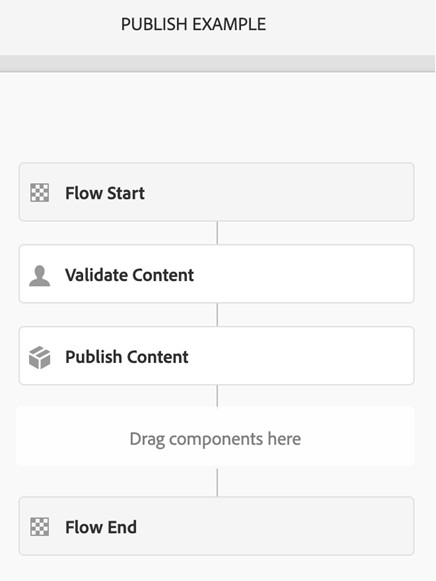 PUBLISH EXAMPLE
Flow Start
Validate Content
Publish Content
Drag components here
Flow End